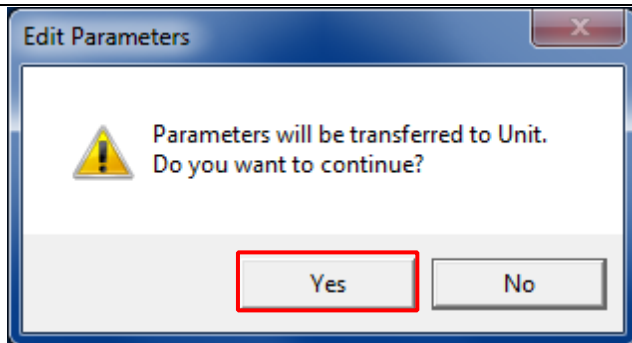 Edit Parameters
Parameters will be transferred to Unit.
Do you want to continue?
Yes
No